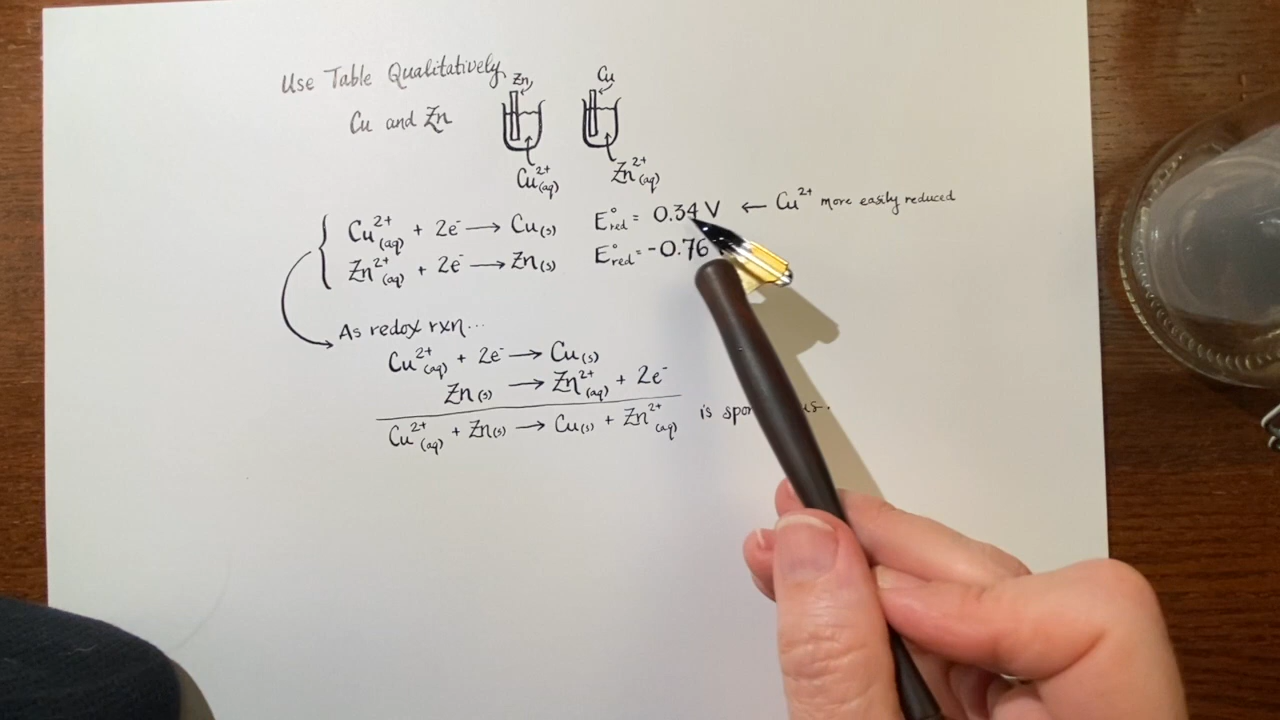 Use Table Qualitatively
Zn
Cu
Cu and Zn
Cu²⁺(aq)
Zn²⁺(aq)
Cu²⁺(aq) + 2e⁻ → Cu(s) E°red = 0.34 V ← Cu²⁺ more easily reduced
Zn²⁺(aq) + 2e⁻ → Zn(s) E°red = -0.76
As redox rxn...
Cu²⁺(aq) + 2e⁻ → Cu(s)
Zn(s) → Zn²⁺(aq) + 2e⁻
Cu²⁺(aq) + Zn(s) → Cu(s) + Zn²⁺(aq) is